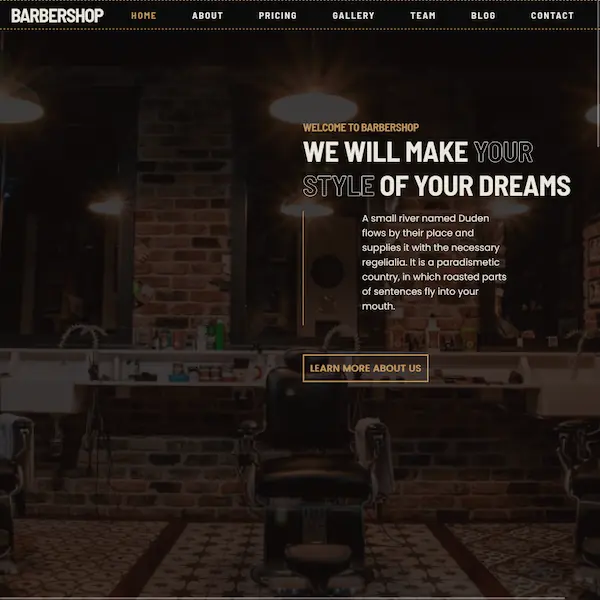 BARBERSHOP HOME ABOUT PRICING GALLERY TEAM BLOG CONTACT
WELCOME TO BARBERSHOP
WE WILL MAKE YOUR
STYLE OF YOUR DREAMS
A small river named Duden
flows by their place and
supplies it with the necessary
regelialia. It is a paradismetic
country, in which roasted parts
of sentences fly into your
mouth.
LEARN MORE ABOUT US